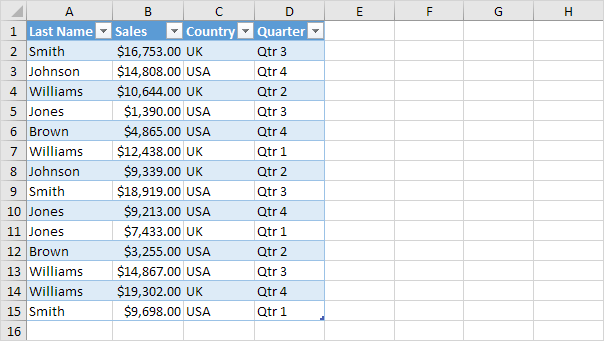 A B C D E F G H
1 Last Name Sales Country Quarter
2 Smith $16,753.00 UK Qtr 3
3 Johnson $14,808.00 USA Qtr 4
4 Williams $10,644.00 UK Qtr 2
5 Jones $1,390.00 USA Qtr 3
6 Brown $4,865.00 USA Qtr 4
7 Williams $12,438.00 UK Qtr 1
8 Johnson $9,339.00 UK Qtr 2
9 Smith $18,919.00 USA Qtr 3
10 Jones $9,213.00 USA Qtr 4
11 Jones $7,433.00 UK Qtr 1
12 Brown $3,255.00 USA Qtr 2
13 Williams $14,867.00 USA Qtr 3
14 Williams $19,302.00 UK Qtr 4
15 Smith $9,698.00 USA Qtr 1
16